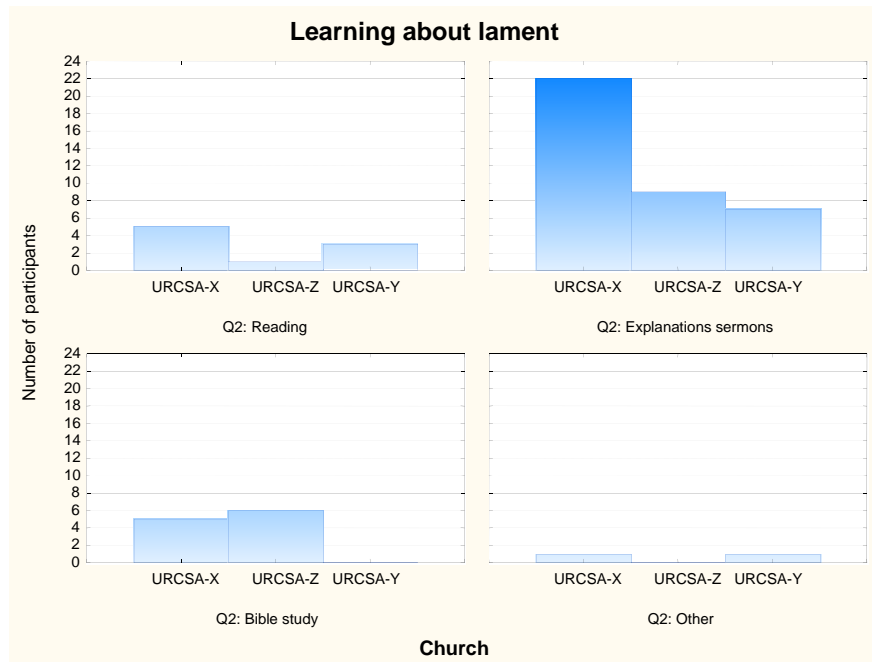 Learning about lament
Number of participants
24
22
20
18
16
14
12
10
8
6
4
2
0
URCSA-X URCSA-Z URCSA-Y
Q2: Reading
URCSA-X URCSA-Z URCSA-Y
Q2: Explanations sermons
24
22
20
18
16
14
12
10
8
6
4
2
0
URCSA-X URCSA-Z URCSA-Y
Q2: Bible study
URCSA-X URCSA-Z URCSA-Y
Q2: Other
Church